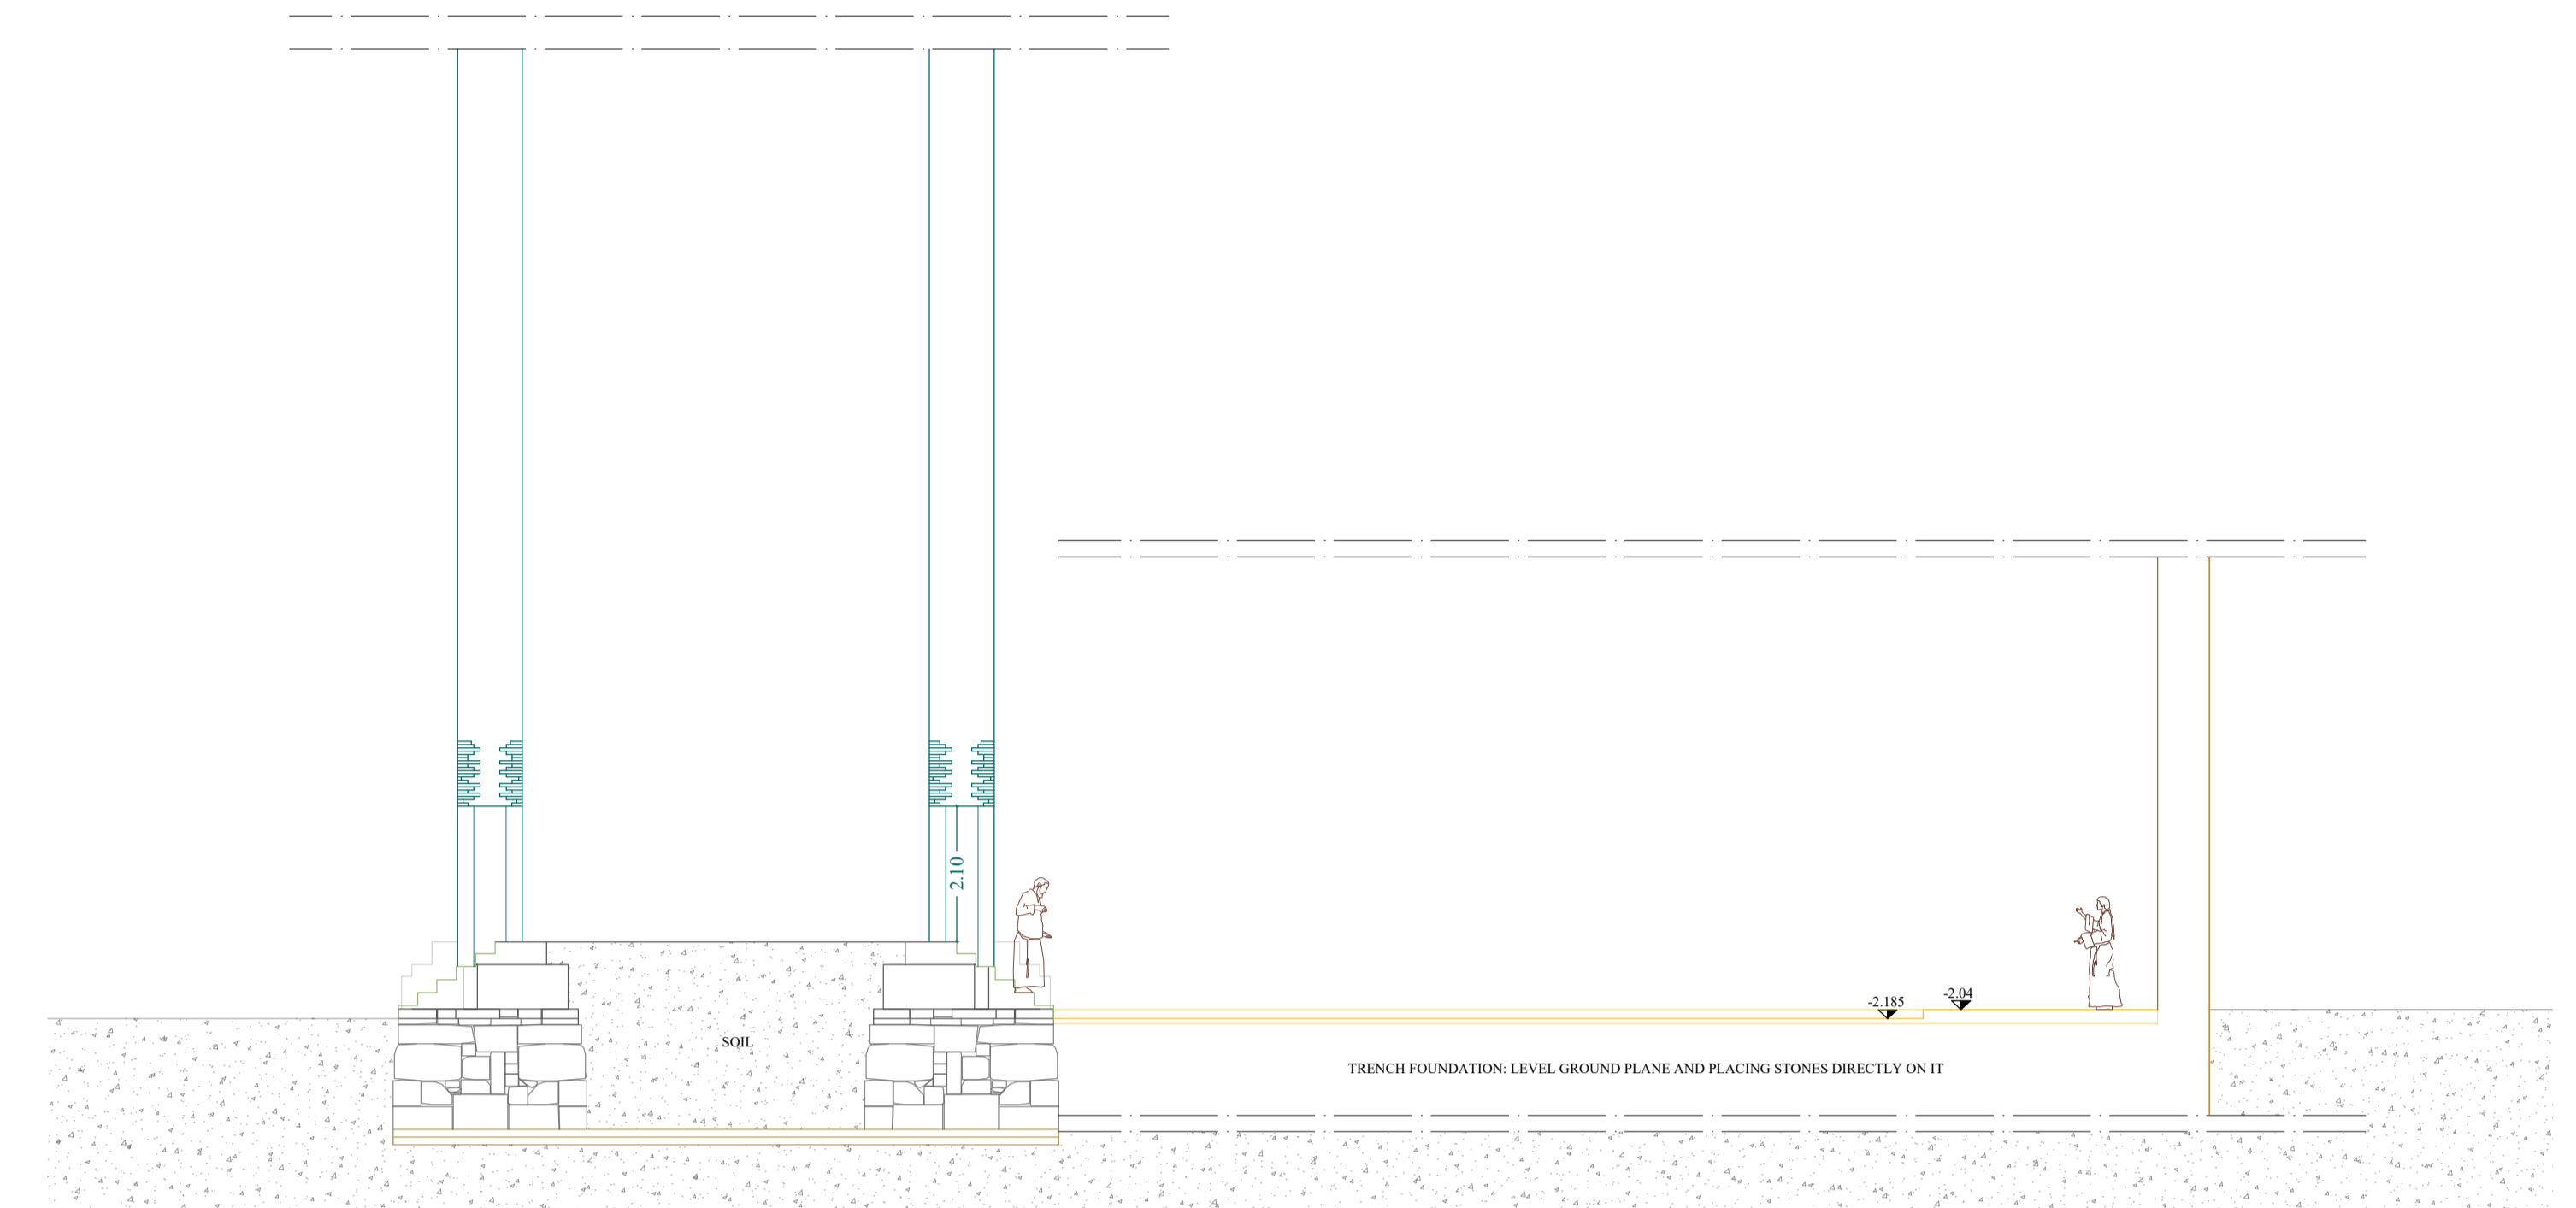 2.10
-2.185
-2.04
SOIL
TRENCH FOUNDATION: LEVEL GROUND PLANE AND PLACING STONES DIRECTLY ON IT